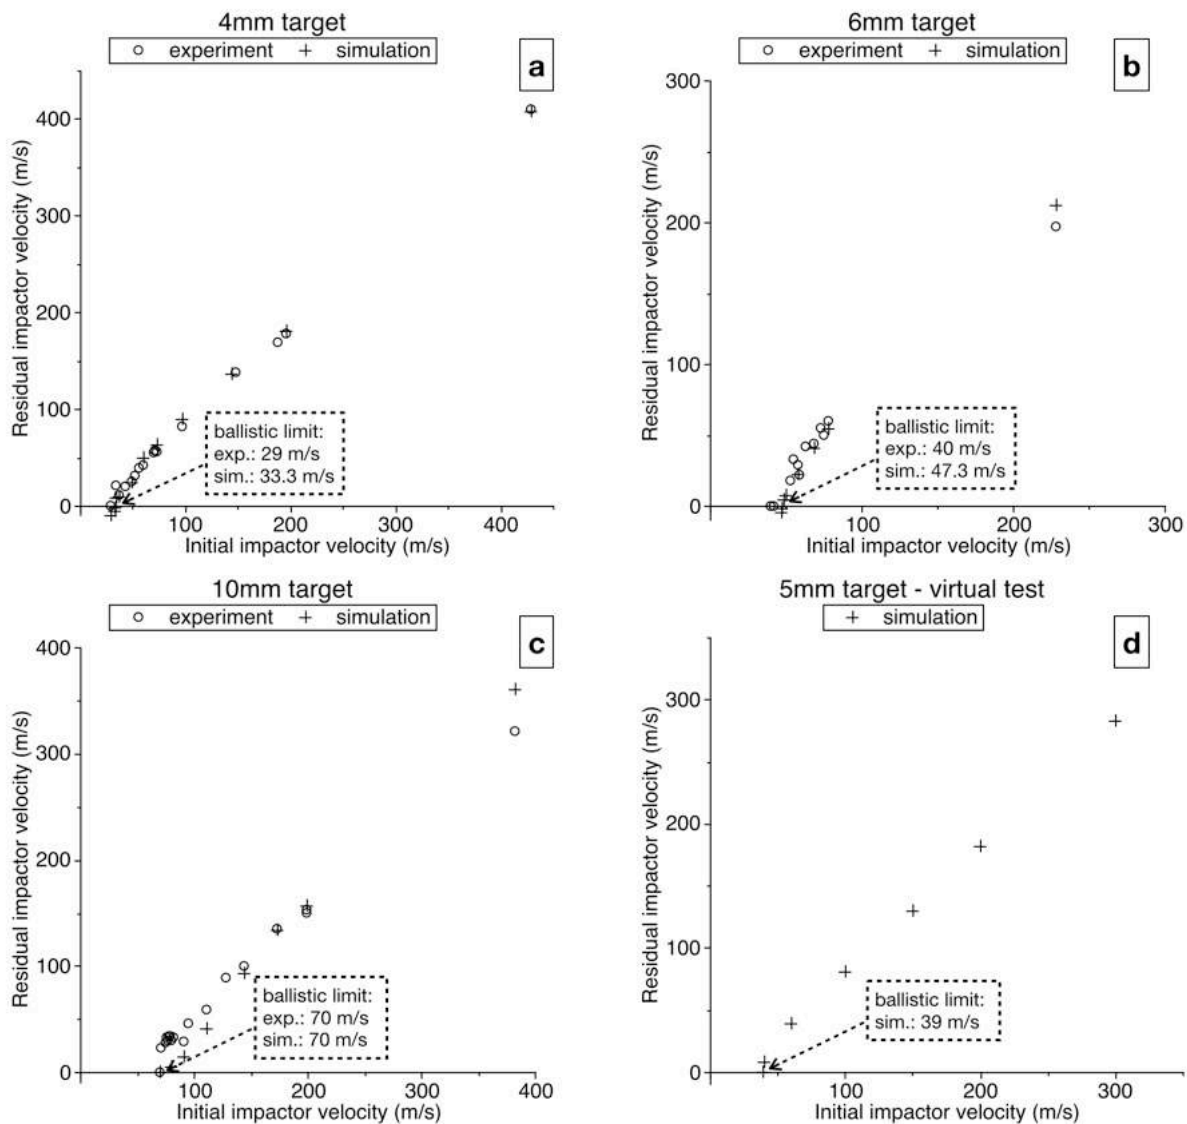 4mm target
experiment simulation
a
400
300
200
100
0
ballistic limit:
exp.: 29 m/s
sim.: 33.3 m/s
100 200 300 400
Initial impactor velocity (m/s)
Residual impactor velocity (m/s)
6mm target
experiment simulation
b
300
200
100
0
ballistic limit:
exp.: 40 m/s
sim.: 47.3 m/s
100 200 300
Initial impactor velocity (m/s)
Residual impactor velocity (m/s)
10mm target
experiment simulation
c
400
300
200
100
0
ballistic limit:
exp.: 70 m/s
sim.: 70 m/s
100 200 300 400
Initial impactor velocity (m/s)
Residual impactor velocity (m/s)
5mm target - virtual test
simulation
d
300
200
100
0
ballistic limit:
sim.: 39 m/s
100 200 300
Initial impactor velocity (m/s)
Residual impactor velocity (m/s)